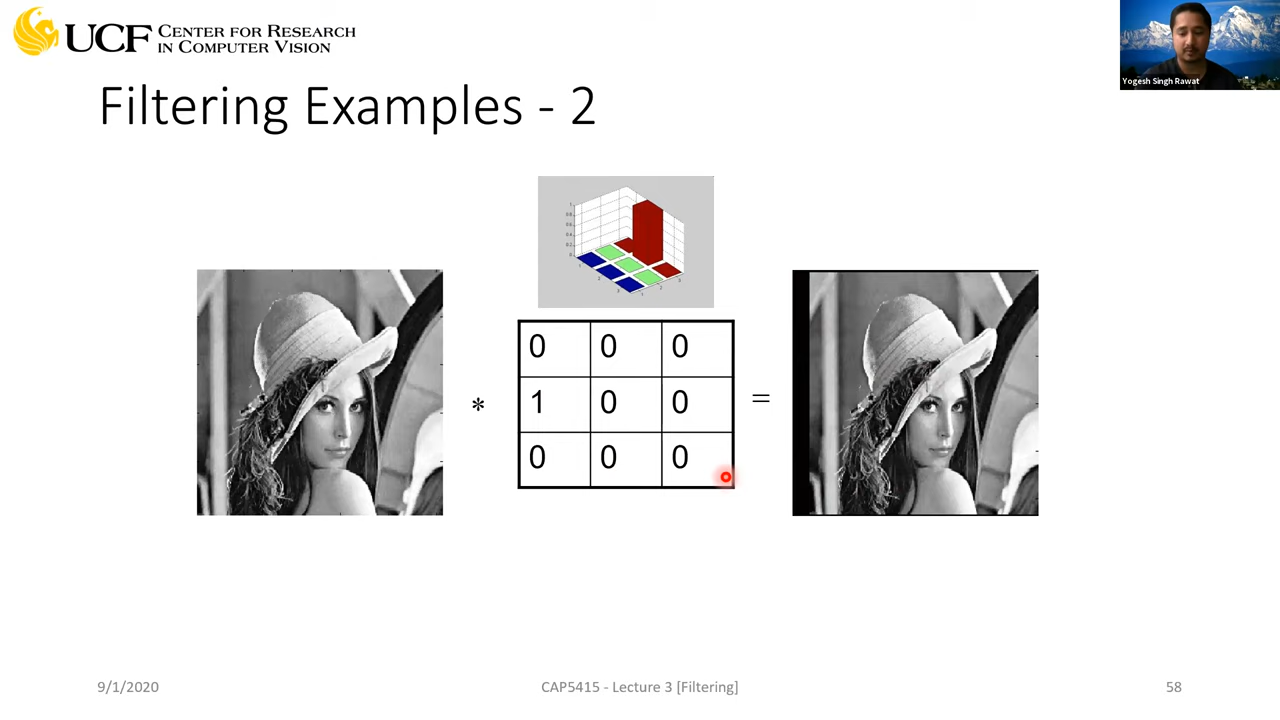 UCF CENTER FOR RESEARCH
IN COMPUTER VISION
Yogesh Singh Rawat
Filtering Examples - 2
0 0 0
* 1 0 0 =
0 0 0
9/1/2020 CAP5415 - Lecture 3 [Filtering] 58